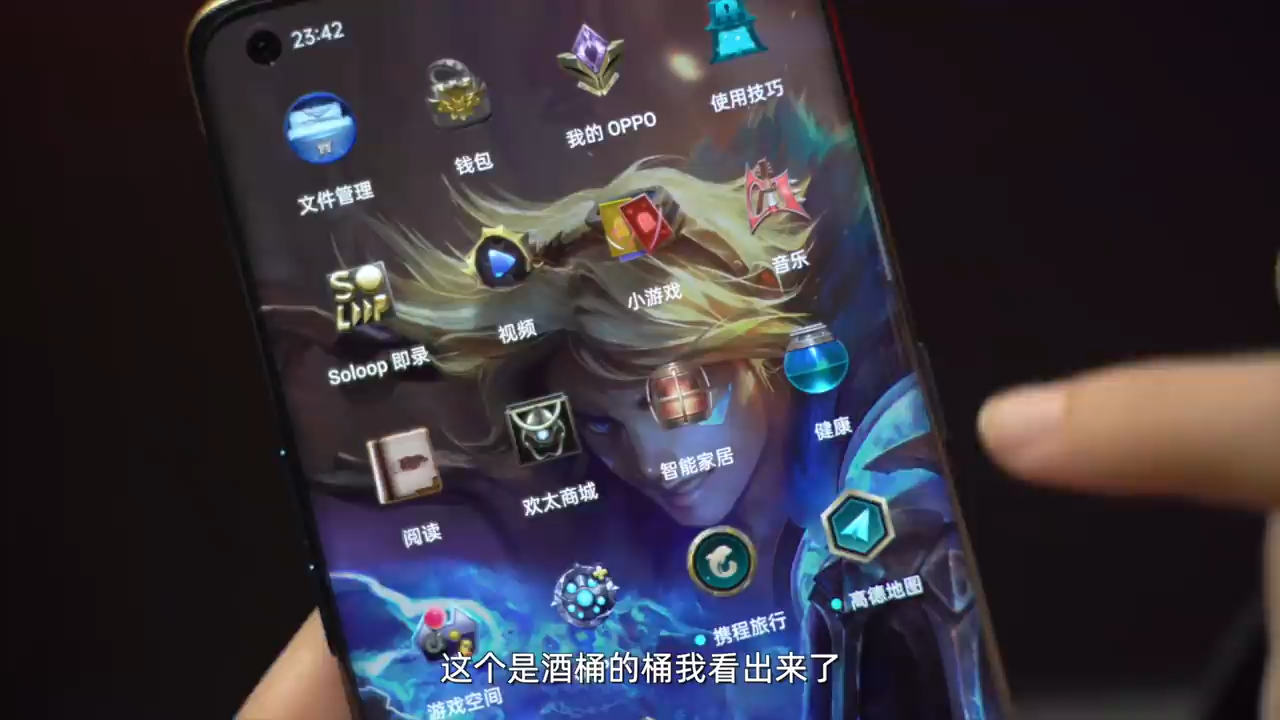 23:42
文件管理
钱包
我的 OPPO
使用技巧
SOLOOP
Soloop 即录
视频
小游戏
音乐
阅读
欢太商城
智能家居
健康
游戏空间
携程旅行
高德地图
这个是酒桶的桶我看出来了